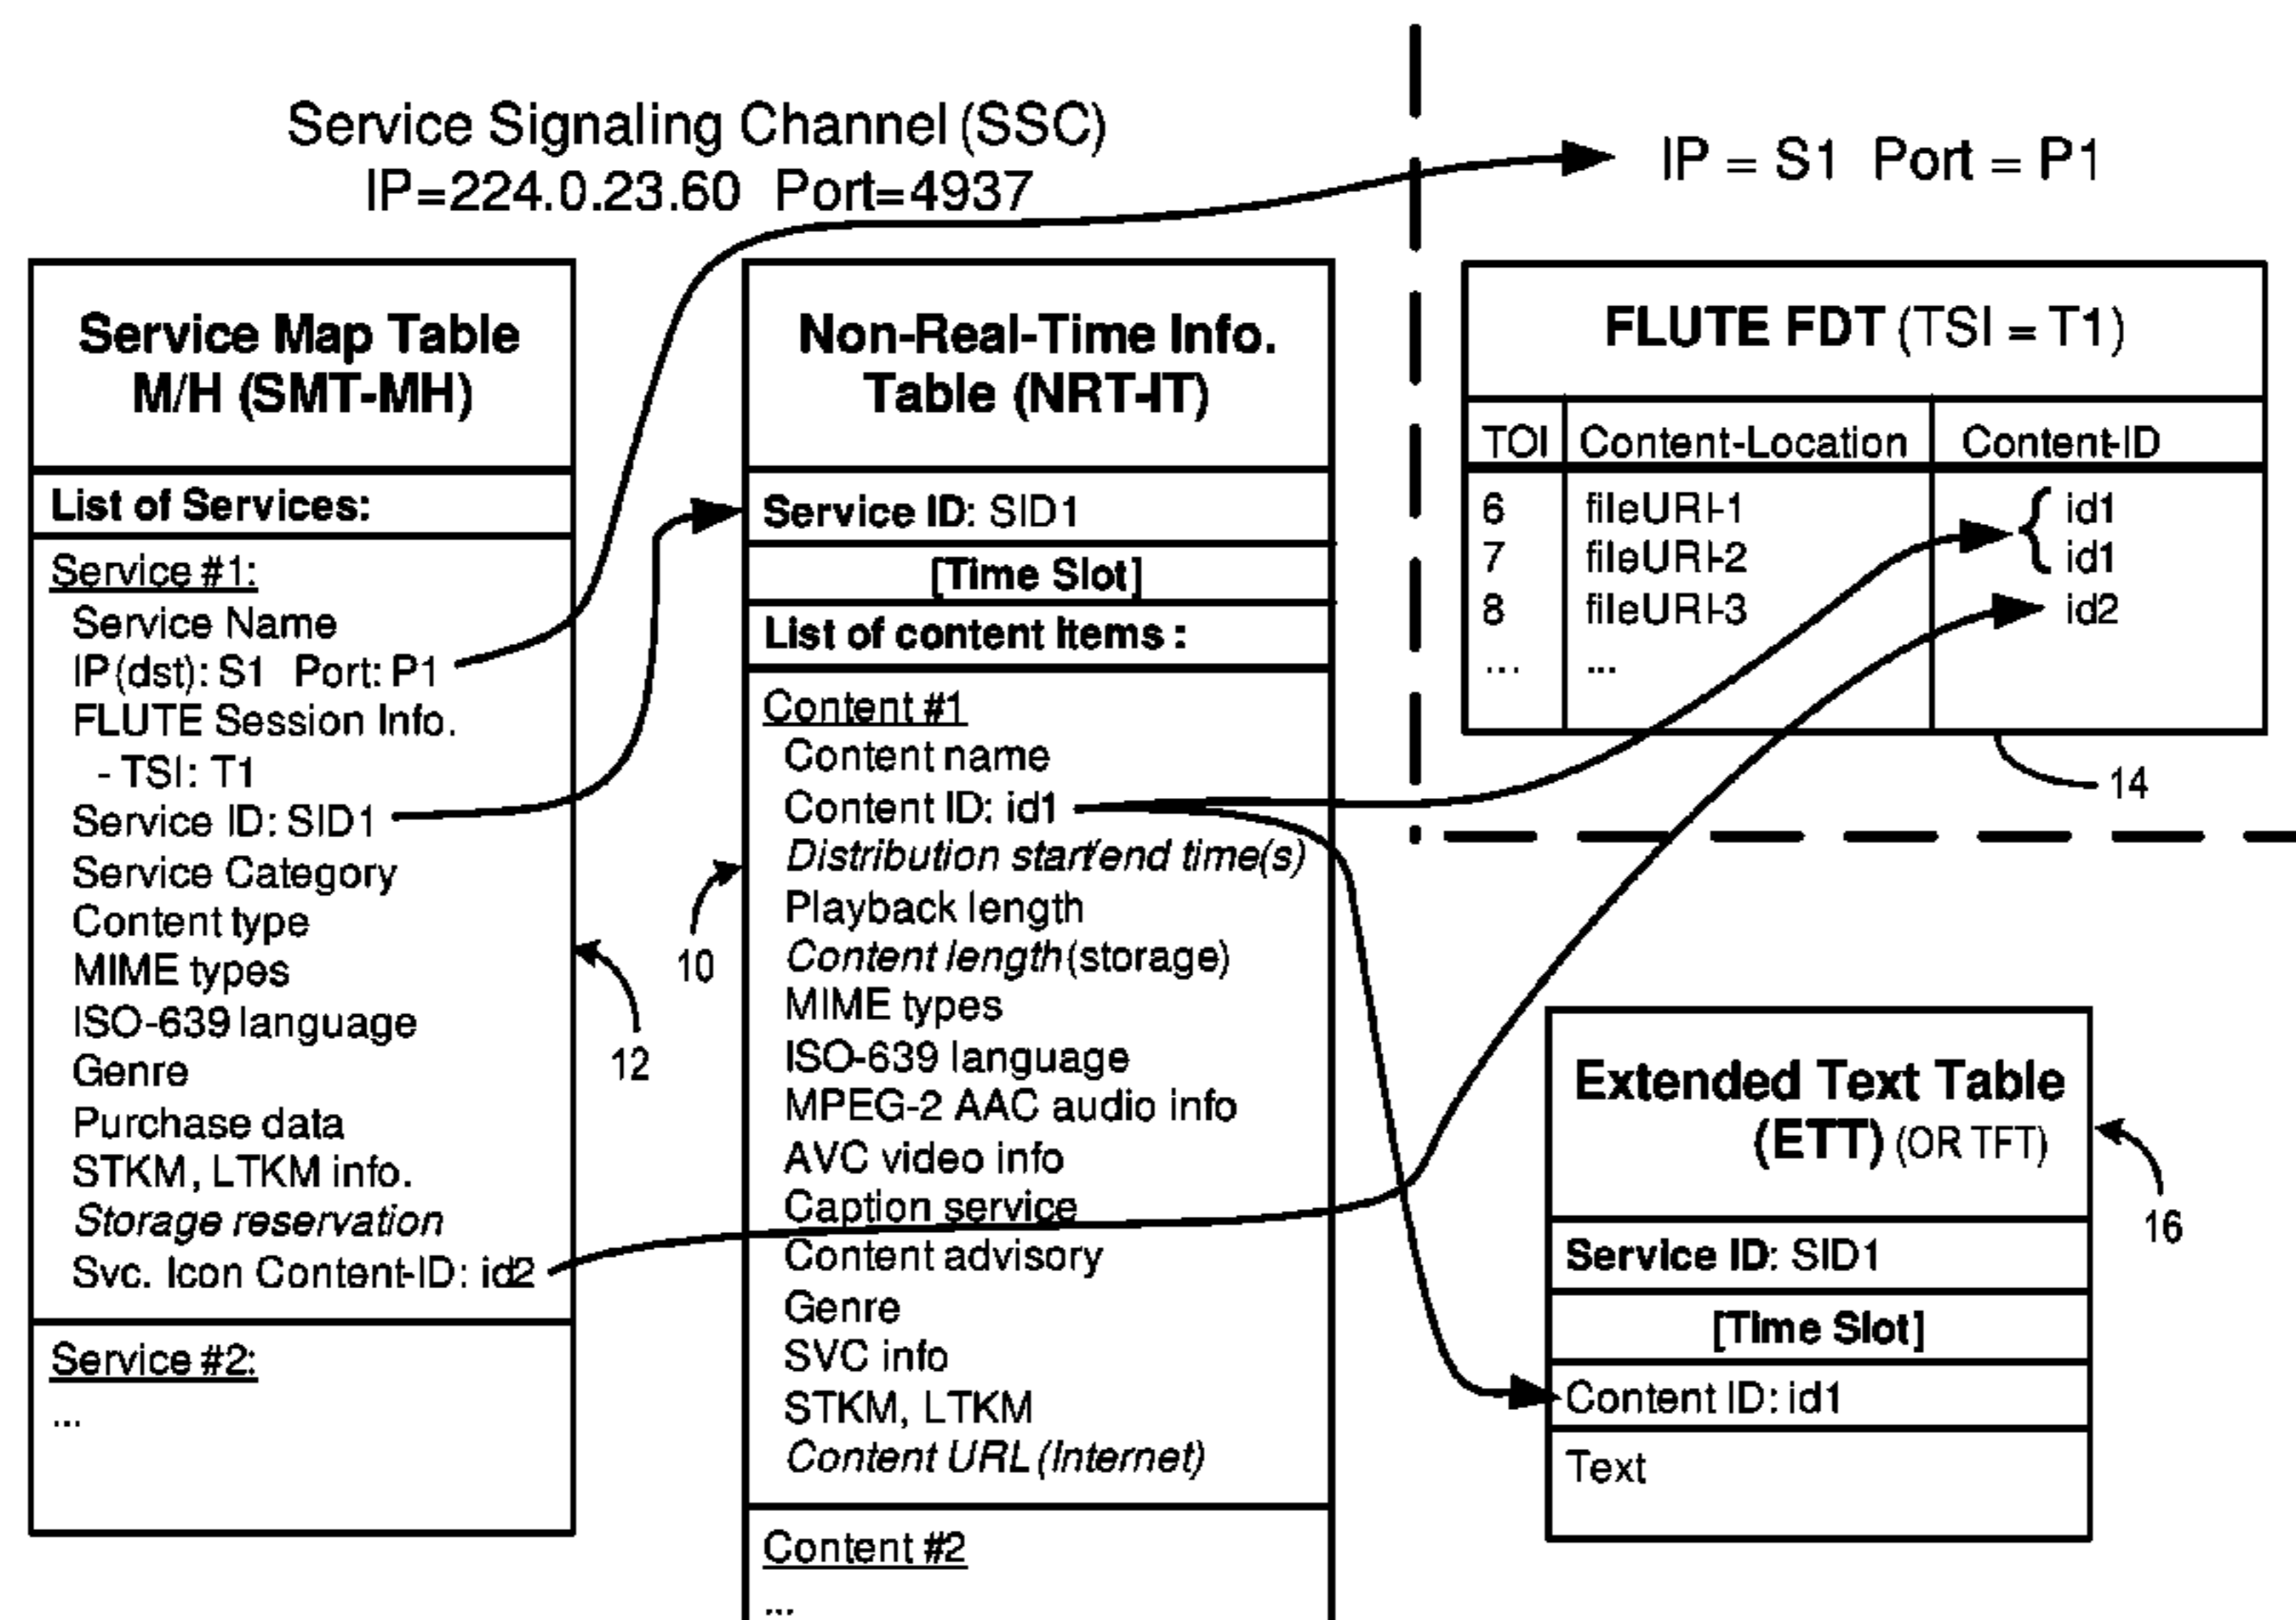 Service Signaling Channel (SSC)
IP=224.0.23.60 Port=4937
IP = S1 Port = P1
Service Map Table
M/H (SMT-MH)
List of Services:
Service #1:
Service Name
IP(dst): S1 Port: P1
FLUTE Session Info.
- TSI: T1
Service ID: SID1
Service Category
Content type
MIME types
ISO-639 language
Genre
Purchase data
STKM, LTKM info.
Storage reservation
Svc. Icon Content-ID: id2
Service #2:
...
12
Non-Real-Time Info.
Table (NRT-IT)
Service ID: SID1
[Time Slot]
List of content Items :
Content #1
Content name
Content ID: id1
Distribution start/end time(s)
Playback length
Content length (storage)
MIME types
ISO-639 language
MPEG-2 AAC audio info
AVC video info
Caption service
Content advisory
Genre
SVC info
STKM, LTKM
Content URL (Internet)
Content #2
...
10
FLUTE FDT (TSI = T1)
TOI Content-Location Content-ID
6 fileURI-1 id1
7 fileURI-2 id1
8 fileURI-3 id2
... ...
14
Extended Text Table
(ETT) (OR TFT)
Service ID: SID1
[Time Slot]
Content ID: id1
Text
16